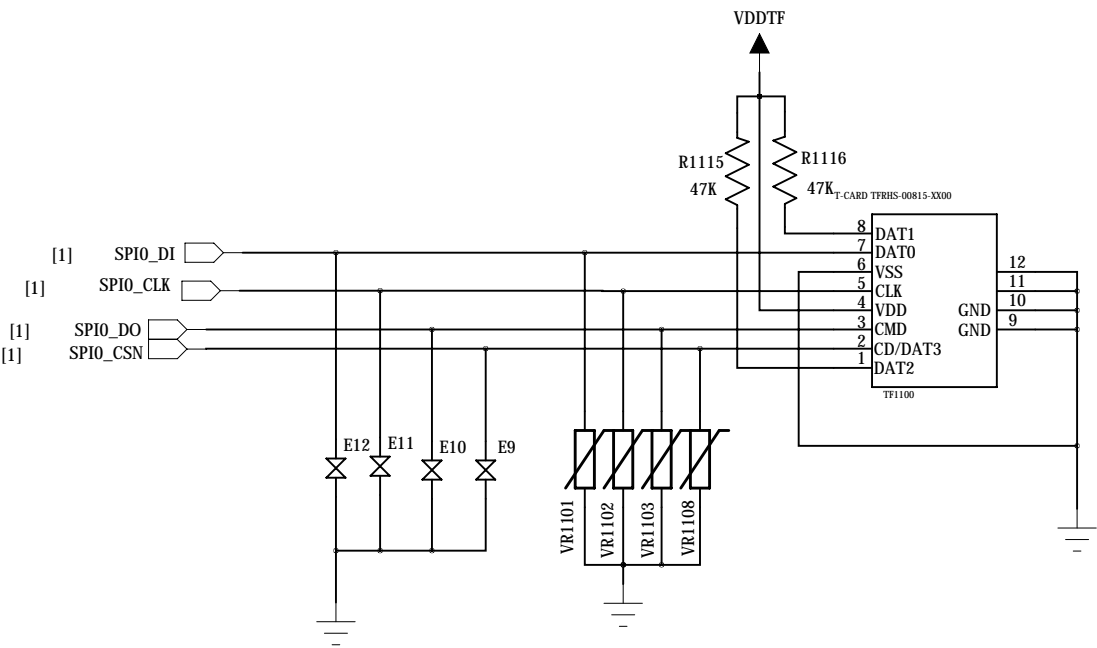 VDDTF
R1115
R1116
47K
47K
T-CARD TFRHS-00815-XX00
8 DAT1
[1] SPI0_DI
7 DAT0
6 VSS
12
[1] SPI0_CLK
5 CLK
11
4 VDD
GND 10
[1] SPI0_DO
3 CMD
GND 9
[1] SPI0_CSN
2 CD/DAT3
1 DAT2
TF1100
E12
E11
E10
E9
VR1101
VR1102
VR1103
VR1108